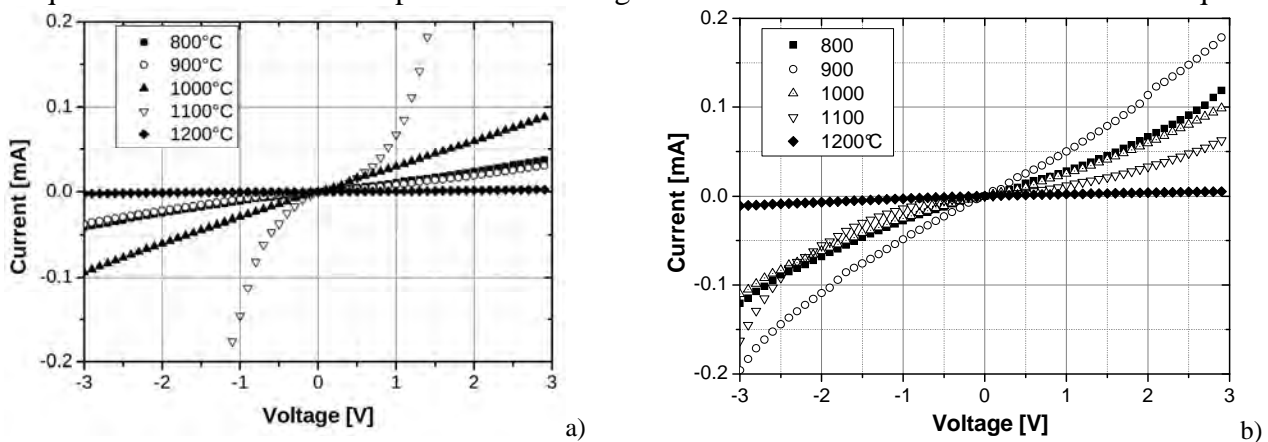 0.2
0.1
0.0
-0.1
-0.2
Current [mA]
800°C
900°C
1000°C
1100°C
1200°C
-3 -2 -1 0 1 2 3
Voltage [V]
a)
0.2
0.1
0.0
-0.1
-0.2
Current [mA]
800
900
1000
1100
1200°C
-3 -2 -1 0 1 2 3
Voltage [V]
b)